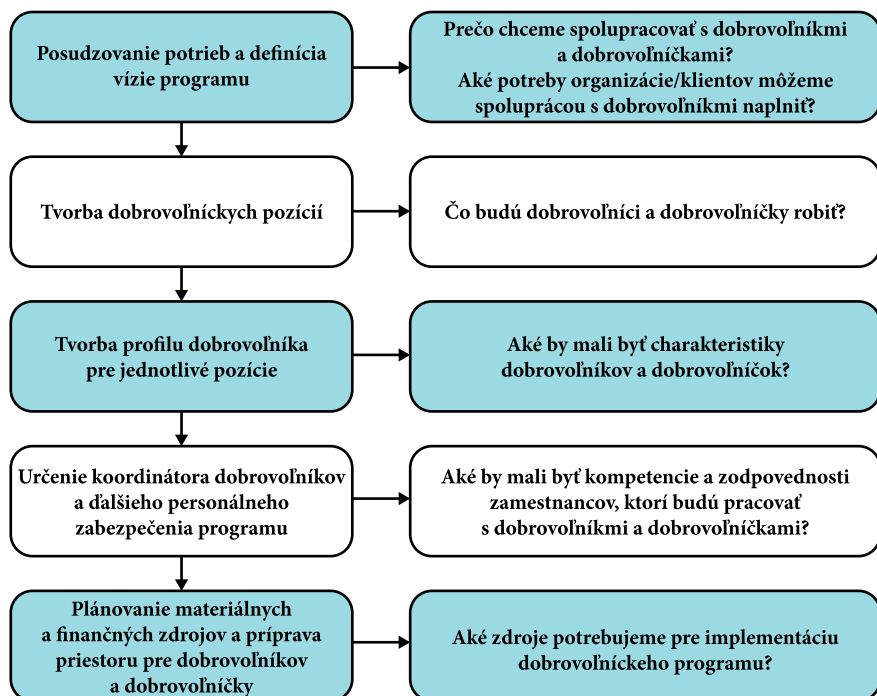 Posudzovanie potrieb a definícia
vízie programu
Prečo chceme spolupracovať s dobrovoľníkmi
a dobrovoľníčkami?
Aké potreby organizácie/klientov môžeme
spoluprácou s dobrovoľníkmi naplniť?
Tvorba dobrovoľníckych pozícií
Čo budú dobrovoľníci a dobrovoľníčky robiť?
Tvorba profilu dobrovoľníka
pre jednotlivé pozície
Aké by mali byť charakteristiky
dobrovoľníkov a dobrovoľníčok?
Určenie koordinátora dobrovoľníkov
a ďalšieho personálneho
zabezpečenia programu
Aké by mali byť kompetencie a zodpovednosti
zamestnancov, ktorí budú pracovať
s dobrovoľníkmi a dobrovoľníčkami?
Plánovanie materiálnych
a finančných zdrojov a príprava
priestoru pre dobrovoľníkov
a dobrovoľníčky
Aké zdroje potrebujeme pre implementáciu
dobrovoľníckeho programu?